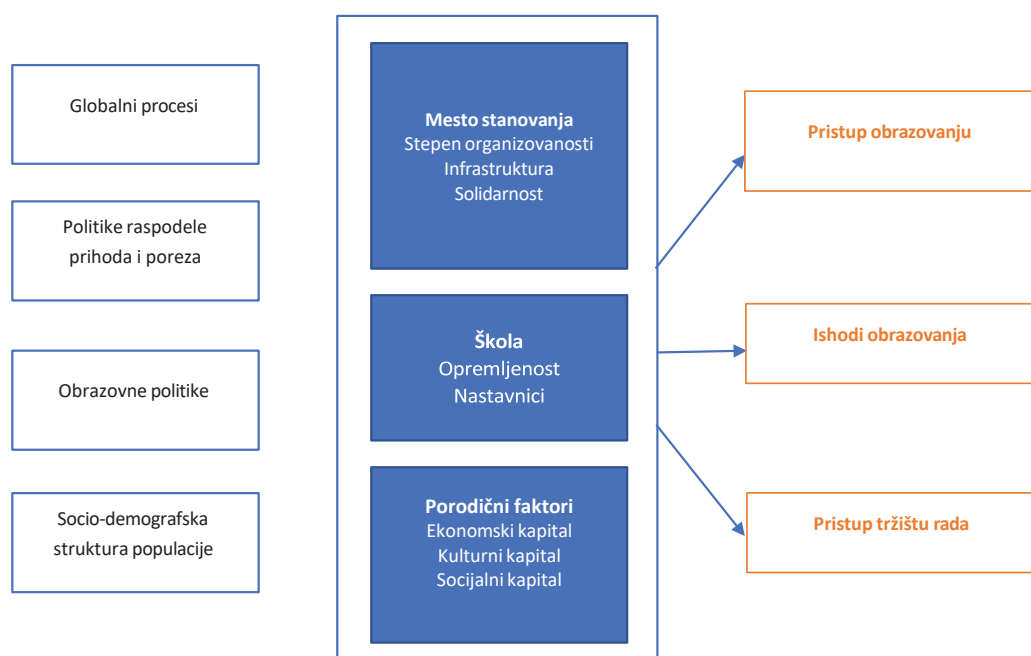 Globalni procesi
Politike raspodele
prihoda i poreza
Obrazovne politike
Socio-demografska
struktura populacije
Mesto stanovanja
Stepen organizovanosti
Infrastruktura
Solidarnost
Škola
Opremljenost
Nastavnici
Porodični faktori
Ekonomski kapital
Kulturni kapital
Socijalni kapital
Pristup obrazovanju
Ishodi obrazovanja
Pristup tržištu rada